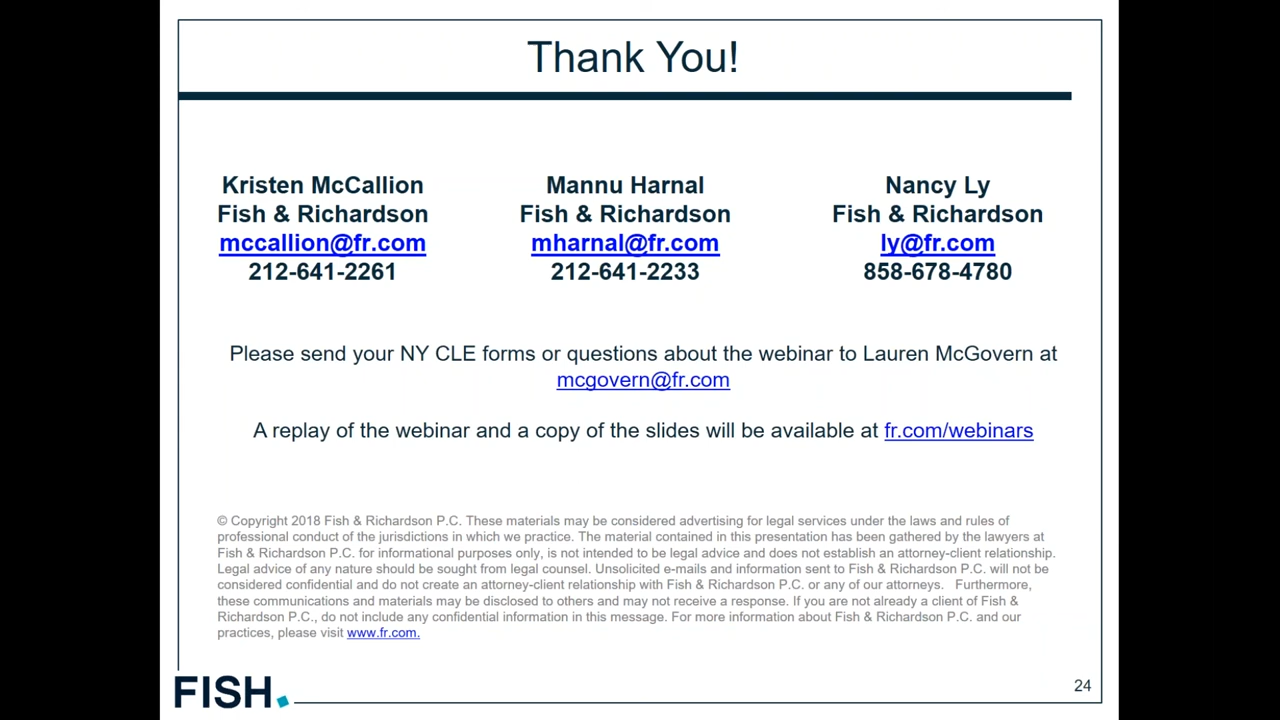 Thank You!
Kristen McCallion
Fish & Richardson
mccallion@fr.com
212-641-2261
Mannu Harnal
Fish & Richardson
mharnal@fr.com
212-641-2233
Nancy Ly
Fish & Richardson
ly@fr.com
858-678-4780
Please send your NY CLE forms or questions about the webinar to Lauren McGovern at
mcgovern@fr.com
A replay of the webinar and a copy of the slides will be available at fr.com/webinars
© Copyright 2018 Fish & Richardson P.C. These materials may be considered advertising for legal services under the laws and rules of
professional conduct of the jurisdictions in which we practice. The material contained in this presentation has been gathered by the lawyers at
Fish & Richardson P.C. for informational purposes only, is not intended to be legal advice and does not establish an attorney-client relationship.
Legal advice of any nature should be sought from legal counsel. Unsolicited e-mails and information sent to Fish & Richardson P.C. will not be
considered confidential and do not create an attorney-client relationship with Fish & Richardson P.C. or any of our attorneys. Furthermore,
these communications and materials may be disclosed to others and may not receive a response. If you are not already a client of Fish &
Richardson P.C., do not include any confidential information in this message. For more information about Fish & Richardson P.C. and our
practices, please visit www.fr.com.
FISH.
24